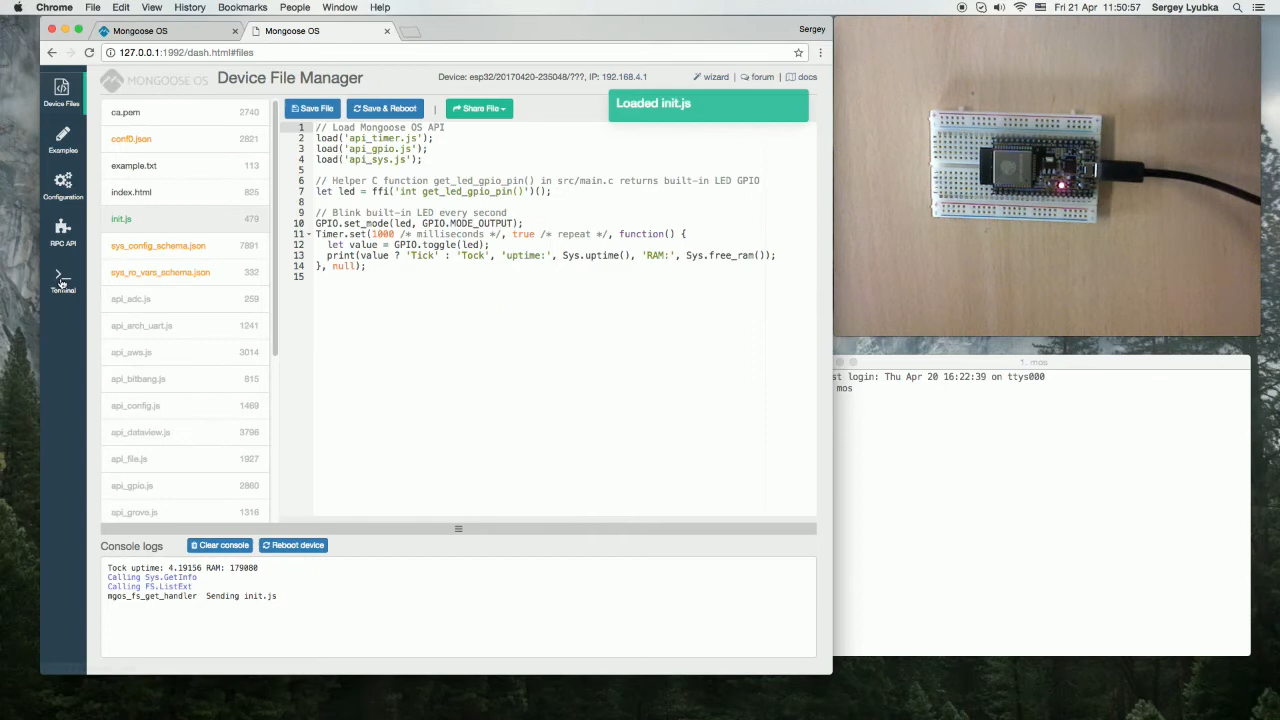 Chrome File Edit View History Bookmarks People Window Help Fri 21 Apr 11:50:57 Sergey Lyubka
Mongoose OS Mongoose OS Sergey
127.0.0.1:1992/dash.html#files
MONGOOSE OS Device File Manager Device: esp32/20170420-235048/???, IP: 192.168.4.1 wizard forum docs
Device Files
Examples
Configuration
RPC API
Terminal
ca.pem 2740
conf0.json 2821
example.txt 113
index.html 825
init.js 479
sys_config_schema.json 7891
sys_ro_vars_schema.json 332
api_adc.js 259
api_arch_uart.js 1241
api_aws.js 3014
api_bitbang.js 815
api_config.js 1469
api_dataview.js 3796
api_file.js 1927
api_gpio.js 2860
api_grove.js 1316
Save File Save & Reboot | Share File
Loaded init.js
1 // Load Mongoose OS API
2 load('api_timer.js');
3 load('api_gpio.js');
4 load('api_sys.js');
5
6 // Helper C function get_led_gpio_pin() in src/main.c returns built-in LED GPIO
7 let led = ffi('int get_led_gpio_pin()')();
8
9 // Blink built-in LED every second
10 GPIO.set_mode(led, GPIO.MODE_OUTPUT);
11 Timer.set(1000 /* milliseconds */, true /* repeat */, function() {
12 let value = GPIO.toggle(led);
13 print(value ? 'Tick' : 'Tock', 'uptime:', Sys.uptime(), 'RAM:', Sys.free_ram());
14 }, null);
15
Console logs Clear console Reboot device
Tock uptime: 4.19156 RAM: 179080
Calling Sys.GetInfo
Calling FS.ListExt
mgos_fs_get_handler Sending init.js
1. mos
st login: Thu Apr 20 16:22:39 on ttys000
mos